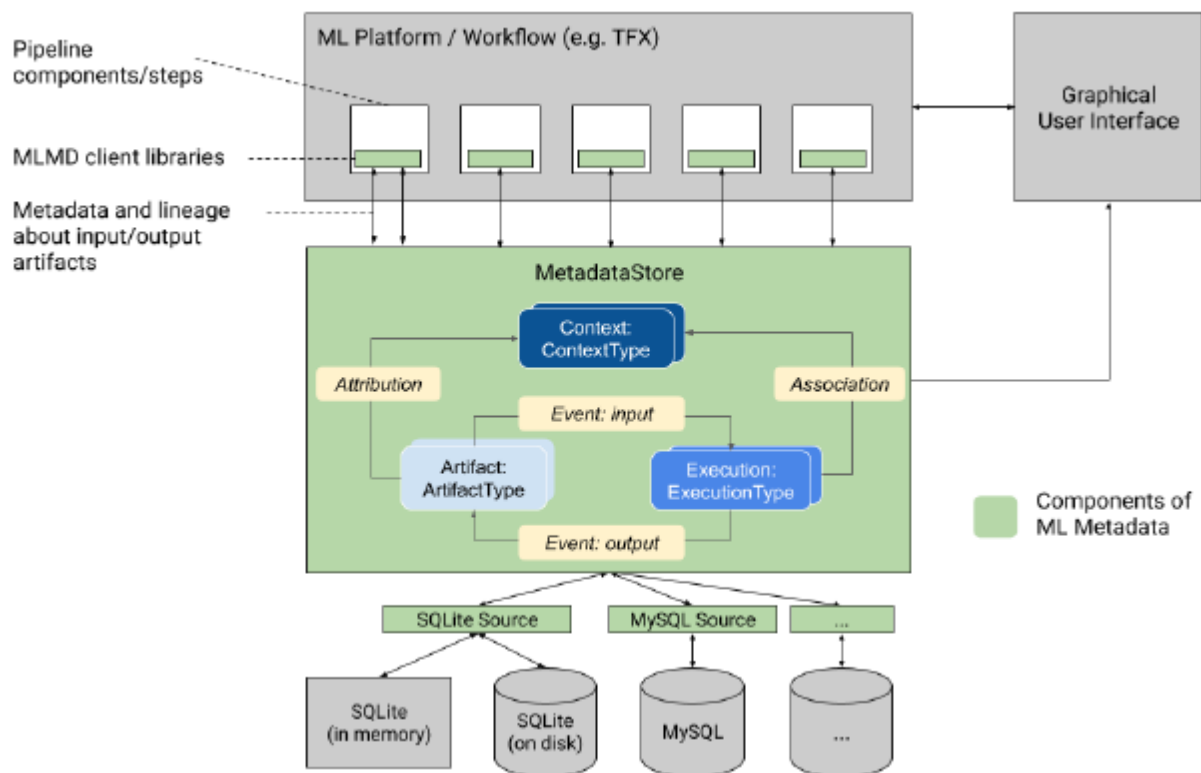 ML Platform / Workflow (e.g. TFX)
Pipeline
components/steps
Graphical
User Interface
MLMD client libraries
Metadata and lineage
about input/output
artifacts
MetadataStore
Context:
ContextType
Attribution
Association
Event: input
Artifact:
ArtifactType
Execution:
ExecutionType
Event: output
Components of
ML Metadata
SQLite Source
MySQL Source
...
SQLite
(in memory)
SQLite
(on disk)
MySQL
...